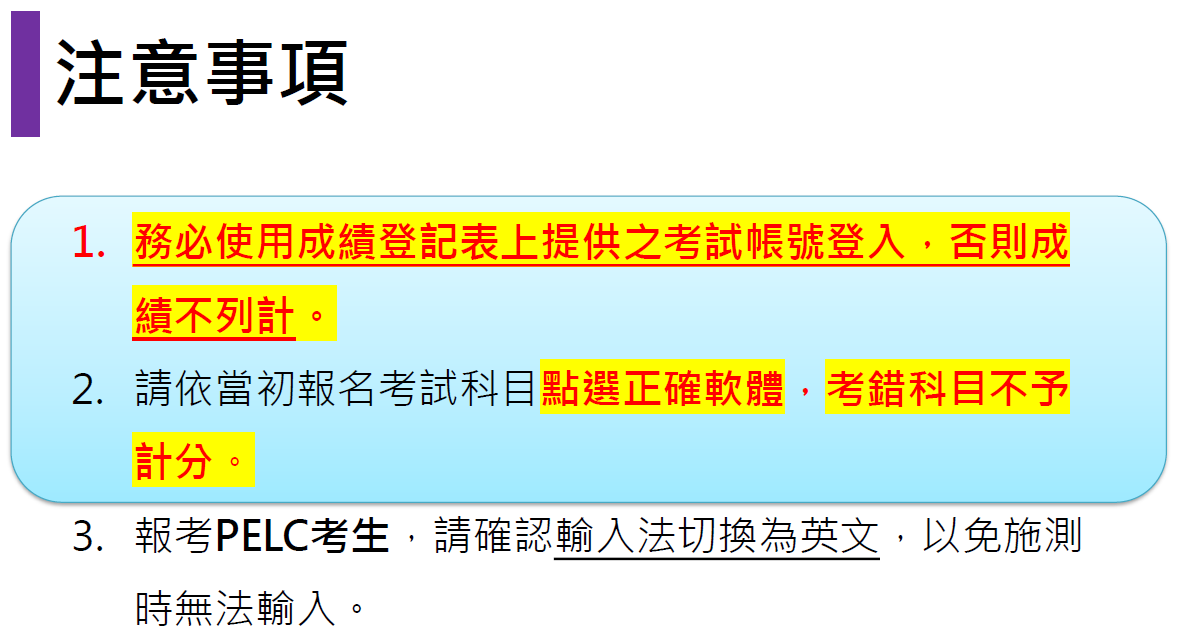 注意事項
1. 務必使用成績登記表上提供之考試帳號登入，否則成
績不列計。
2. 請依當初報名考試科目點選正確軟體，考錯科目不予
計分。
3. 報考PELC考生，請確認輸入法切換為英文，以免施測
時無法輸入。